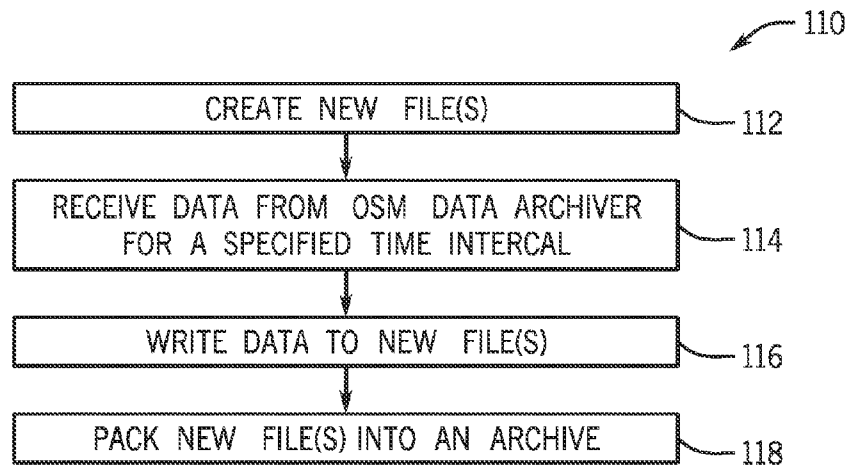 110
CREATE NEW FILE(S)
112
RECEIVE DATA FROM OSM DATA ARCHIVER
FOR A SPECIFIED TIME INTERCAL
114
WRITE DATA TO NEW FILE(S)
116
PACK NEW FILE(S) INTO AN ARCHIVE
118